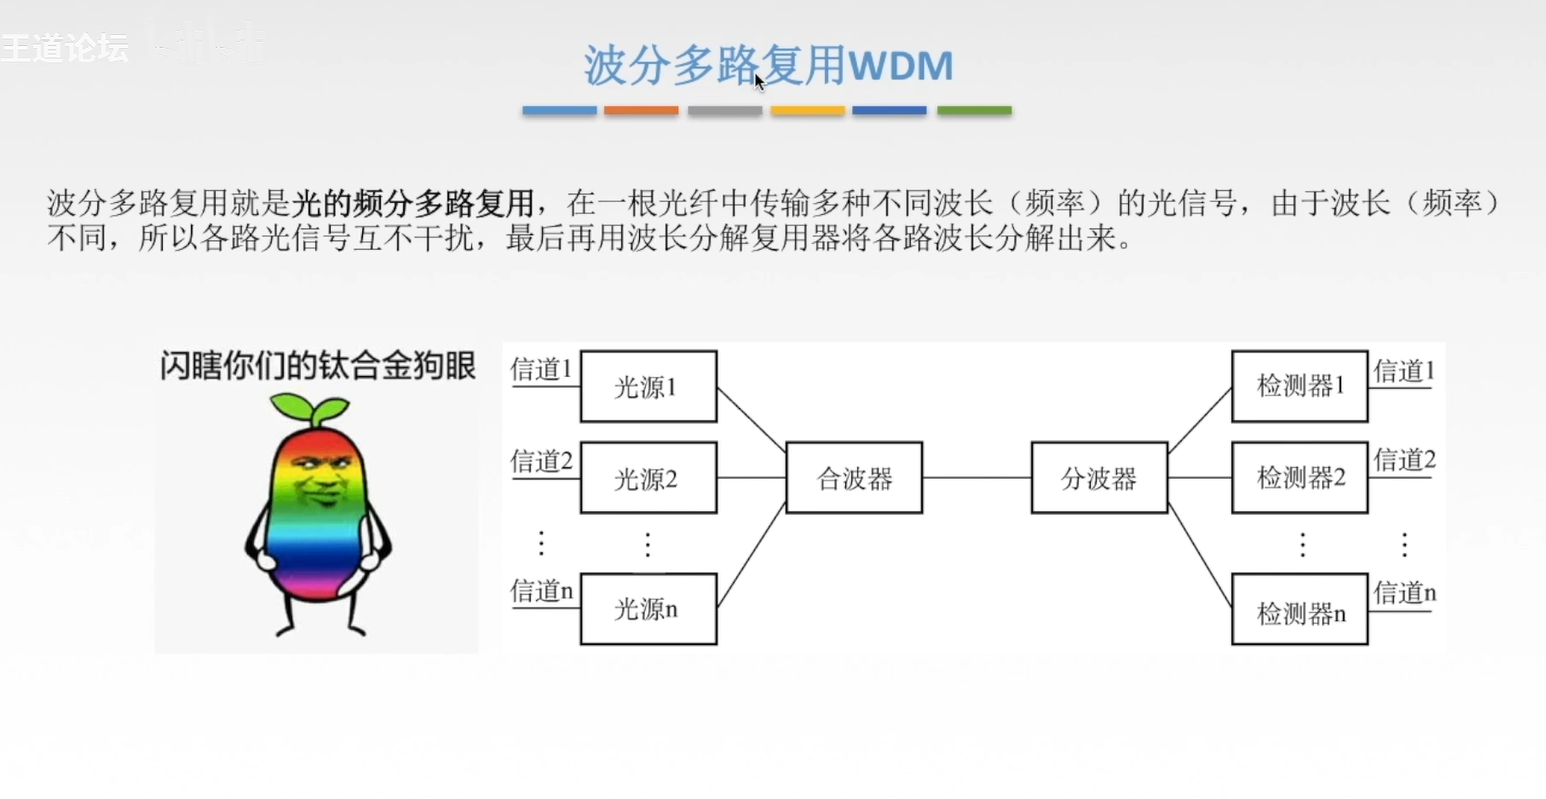 王道论坛
波分多路复用WDM
波分多路复用就是光的频分多路复用，在一根光纤中传输多种不同波长（频率）的光信号，由于波长（频率）
不同，所以各路光信号互不干扰，最后再用波长分解复用器将各路波长分解出来。
闪瞎你们的钛合金狗眼
信道1
光源1
检测器1
信道1
信道2
光源2
合波器
分波器
检测器2
信道2
信道n
光源n
检测器n
信道n